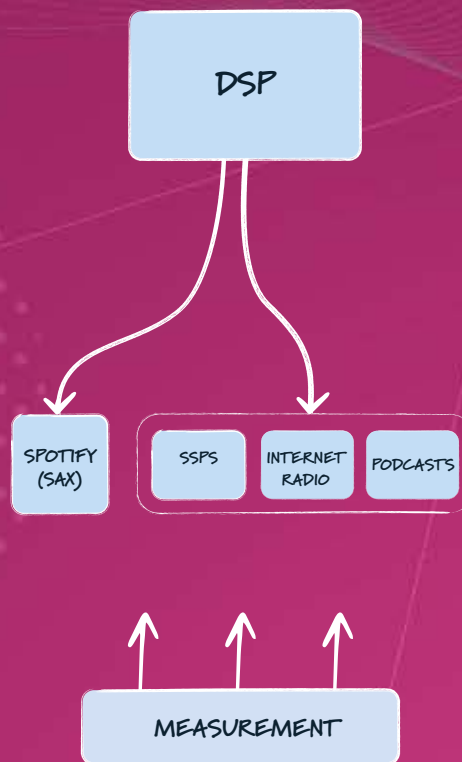 DSP
SPOTIFY
(SAX)
SSPS
INTERNET
RADIO
PODCASTS
MEASUREMENT